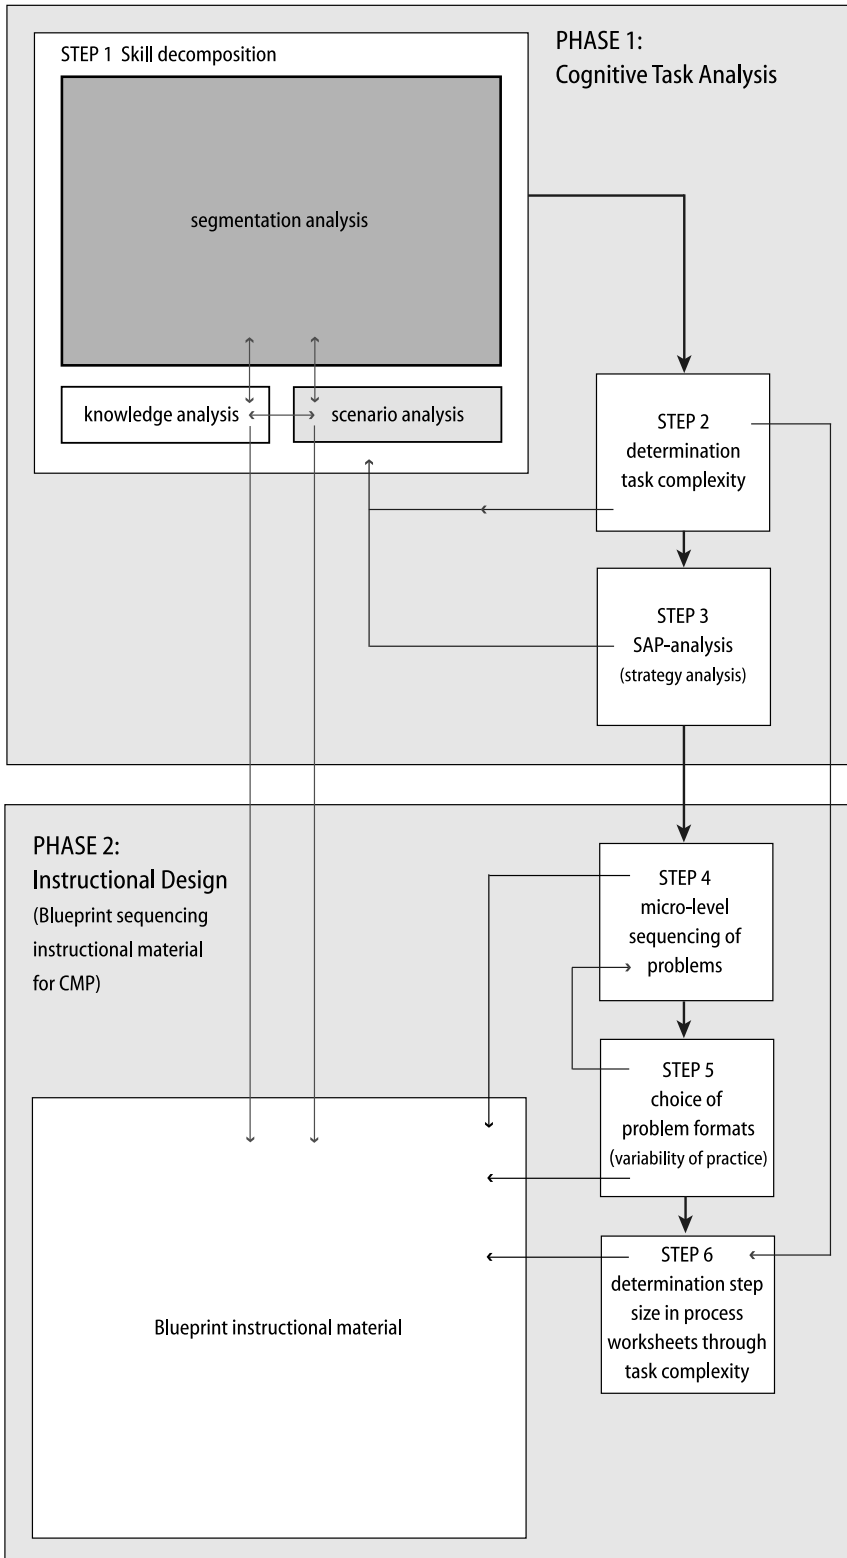 PHASE 1:
Cognitive Task Analysis
STEP 1 Skill decomposition
segmentation analysis
knowledge analysis
scenario analysis
STEP 2
determination
task complexity
STEP 3
SAP-analysis
(strategy analysis)
PHASE 2:
Instructional Design
(Blueprint sequencing
instructional material
for CMP)
STEP 4
micro-level
sequencing of
problems
STEP 5
choice of
problem formats
(variability of practice)
STEP 6
determination step
size in process
worksheets through
task complexity
Blueprint instructional material